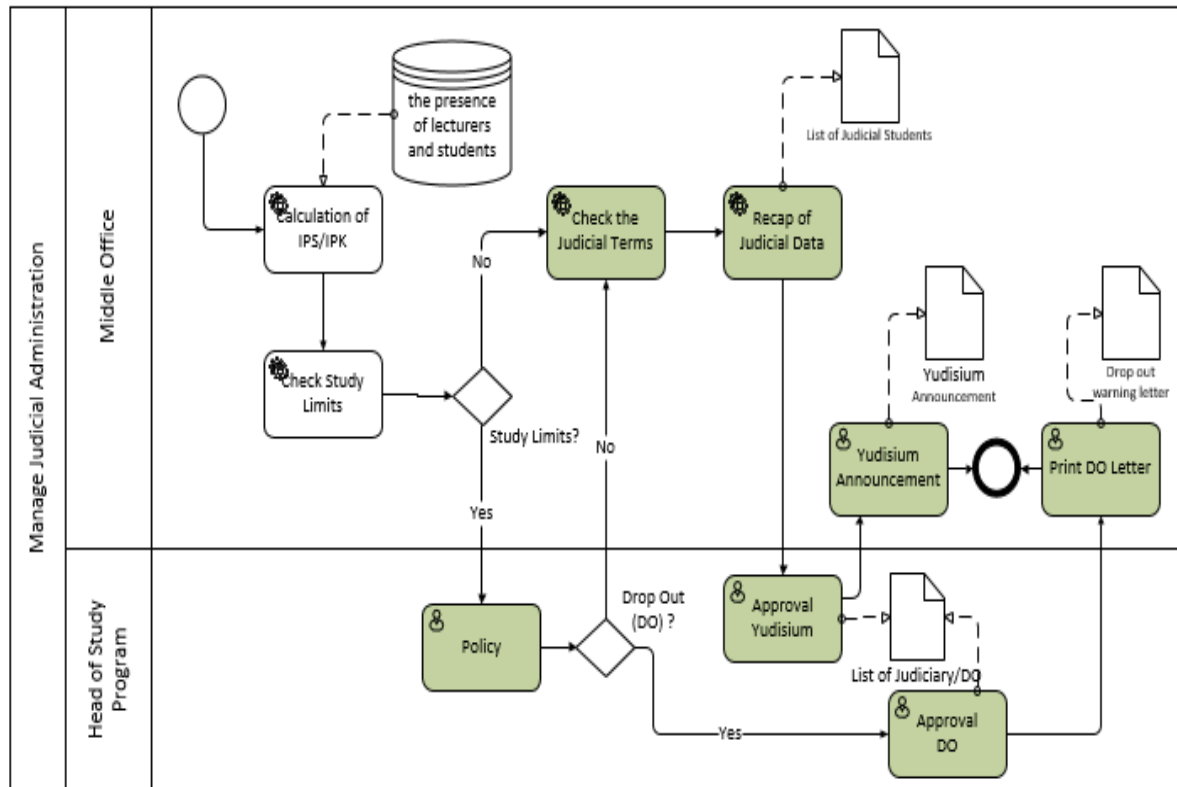 Manage Judicial Administration
Middle Office
the presence
of lecturers
and students
List of Judicial Students
Calculation of
IPS/IPK
Check the
Judicial Terms
Recap of
Judicial Data
No
Check Study
Limits
Study Limits?
Yes
No
Yudisium
Announcement
Drop out
warning letter
Yudisium
Announcement
Print DO Letter
Head of Study
Program
Policy
Drop Out
(DO) ?
Approval
Yudisium
List of Judiciary/DO
Yes
Approval
DO